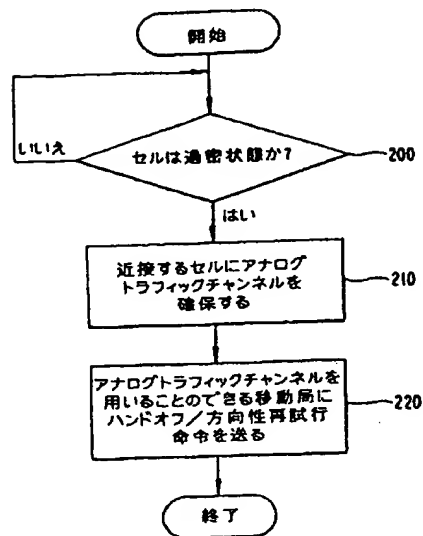 開始
セルは過密状態か?
200
いいえ
はい
近接するセルにアナログ
トラフィックチャンネルを
確保する
210
アナログトラフィックチャンネルを
用いることのできる移動局に
ハンドオフ/方向性再試行
命令を送る
220
終了